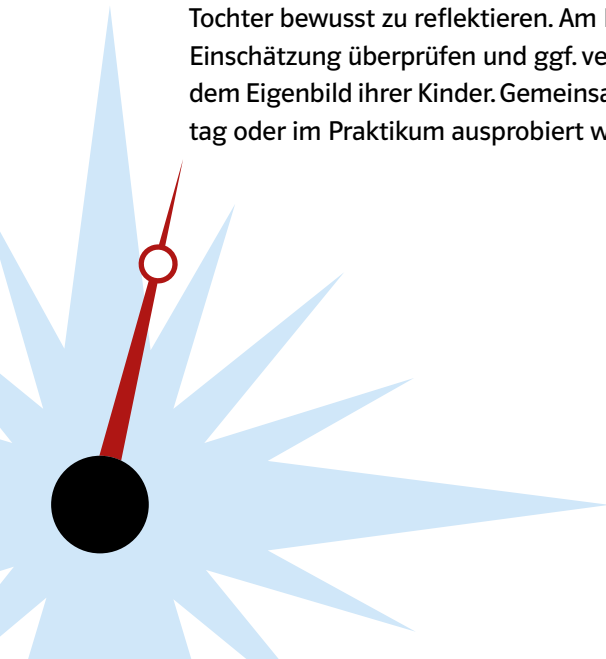 Tochter bewusst zu reflektieren. Am
Einschätzung überprüfen und ggf. ve
dem Eigenbild ihrer Kinder. Gemeinsa
tag oder im Praktikum ausprobiert w